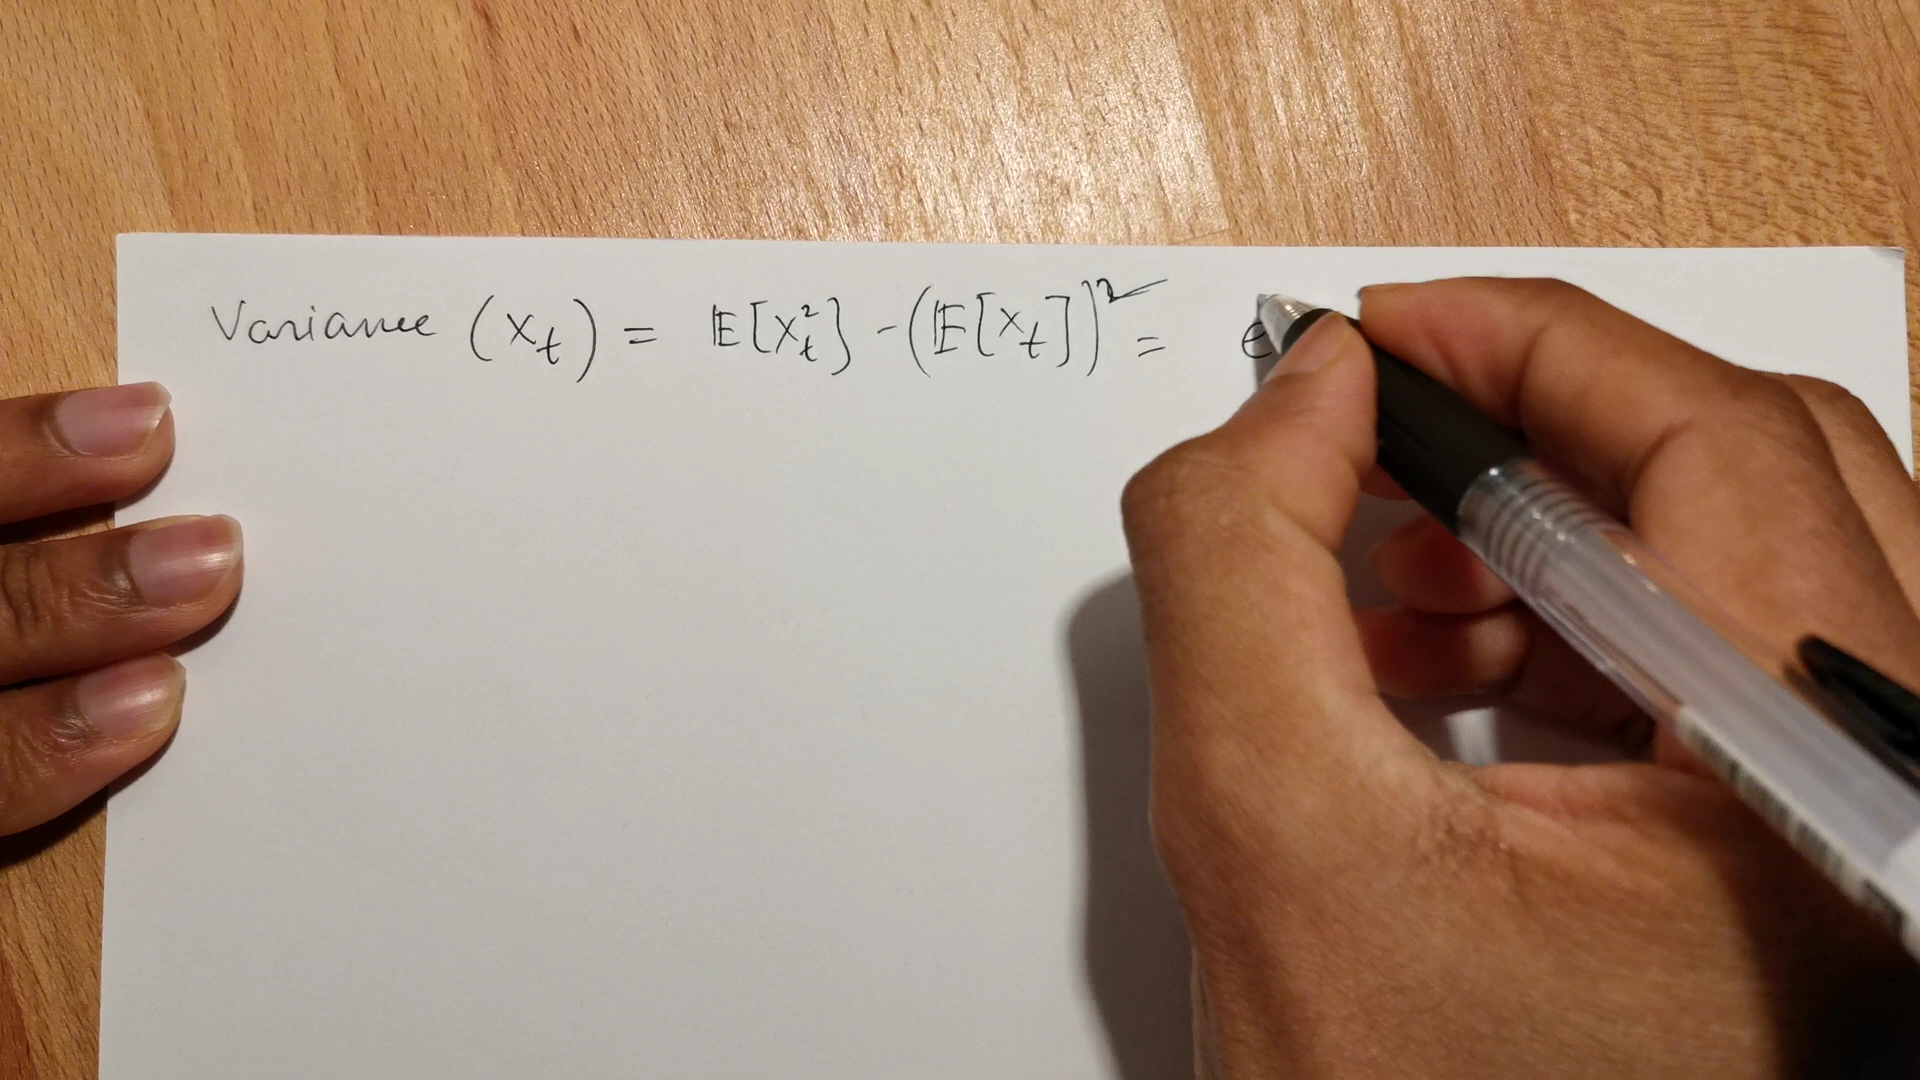 Variance (X_t) = 𝔼[X_t^2] - (𝔼[X_t])^2 = e